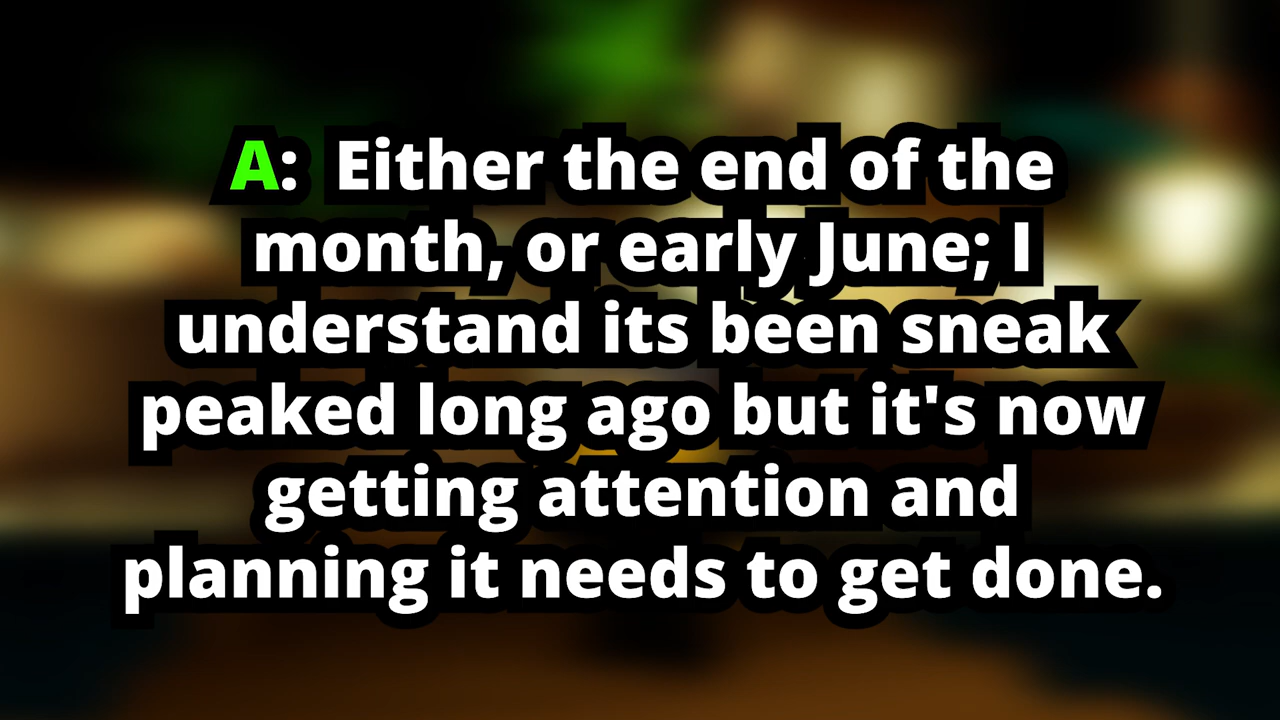 A:  Either the end of the
month, or early June; I
understand its been sneak
peaked long ago but it's now
getting attention and
planning it needs to get done.